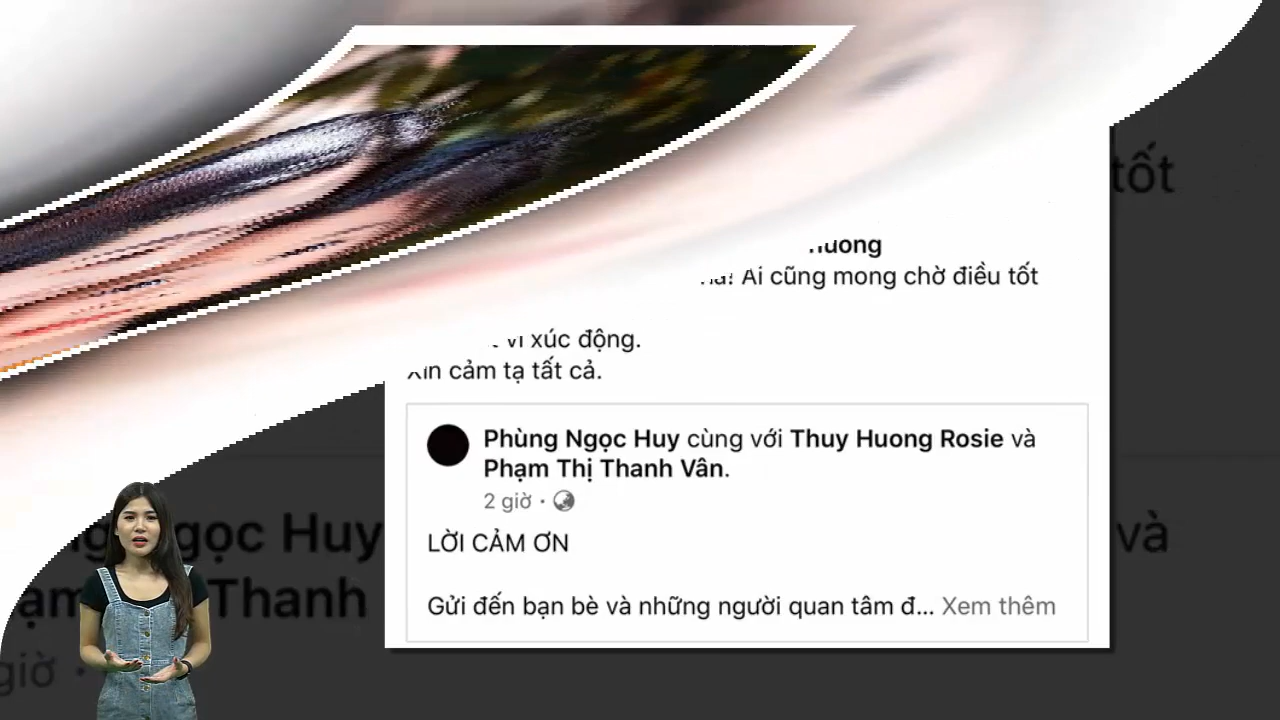 Ai cũng mong chờ điều tốt
vì xúc động.
Xin cảm tạ tất cả.
Phùng Ngọc Huy cùng với Thuy Huong Rosie và
Phạm Thị Thanh Vân.
2 giờ ·
LỜI CẢM ƠN
Gửi đến bạn bè và những người quan tâm đ... Xem thêm
tốt
gọc Huy
và
Thanh
giờ ·